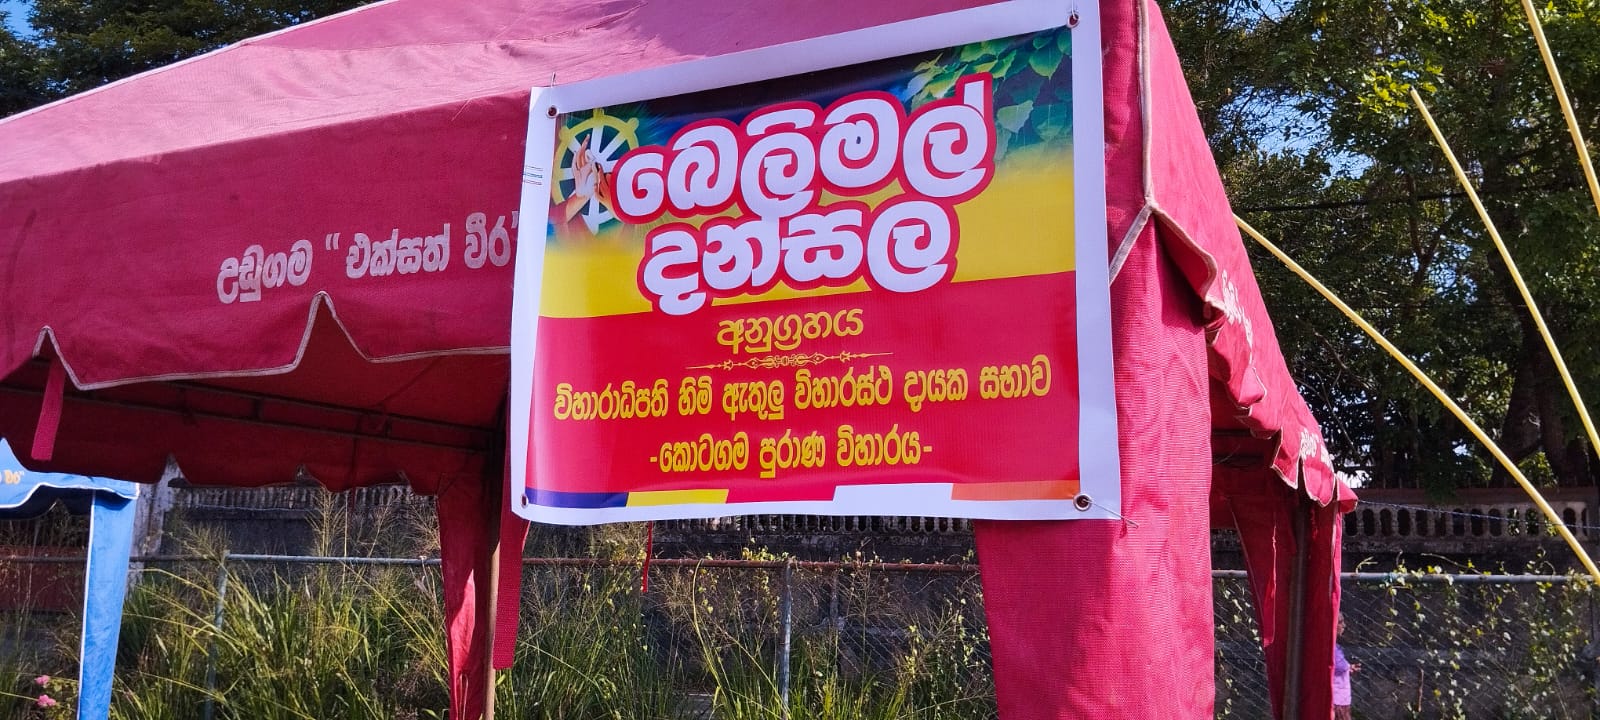 බෙලිමල්
දන්සල
අනුග්‍රහය
විහාරාධිපති හිමි ඇතුලු විහාරස්ථ දායක සභාව
-කොටගම පුරාණ විහාරය-
උඩුගම “ එක්සත් වීර”